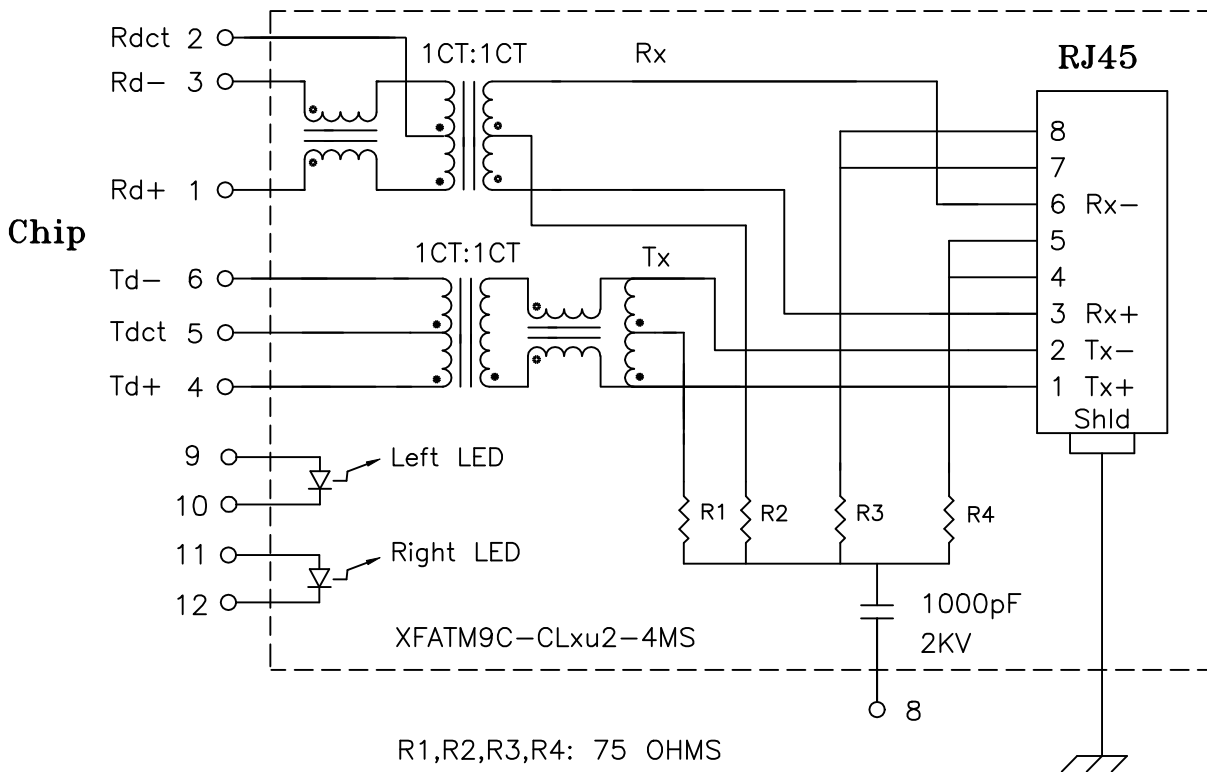 Rdct 2
1CT:1CT
Rx
RJ45
Rd- 3
8
7
Rd+ 1
6 Rx-
Chip
5
1CT:1CT
Tx
Td- 6
4
3 Rx+
Tdct 5
2 Tx-
Td+ 4
1 Tx+
Shld
9
Left LED
10
R1
R2
R3
R4
11
Right LED
12
1000pF
2KV
XFATM9C-CLxu2-4MS
8
R1,R2,R3,R4: 75 OHMS